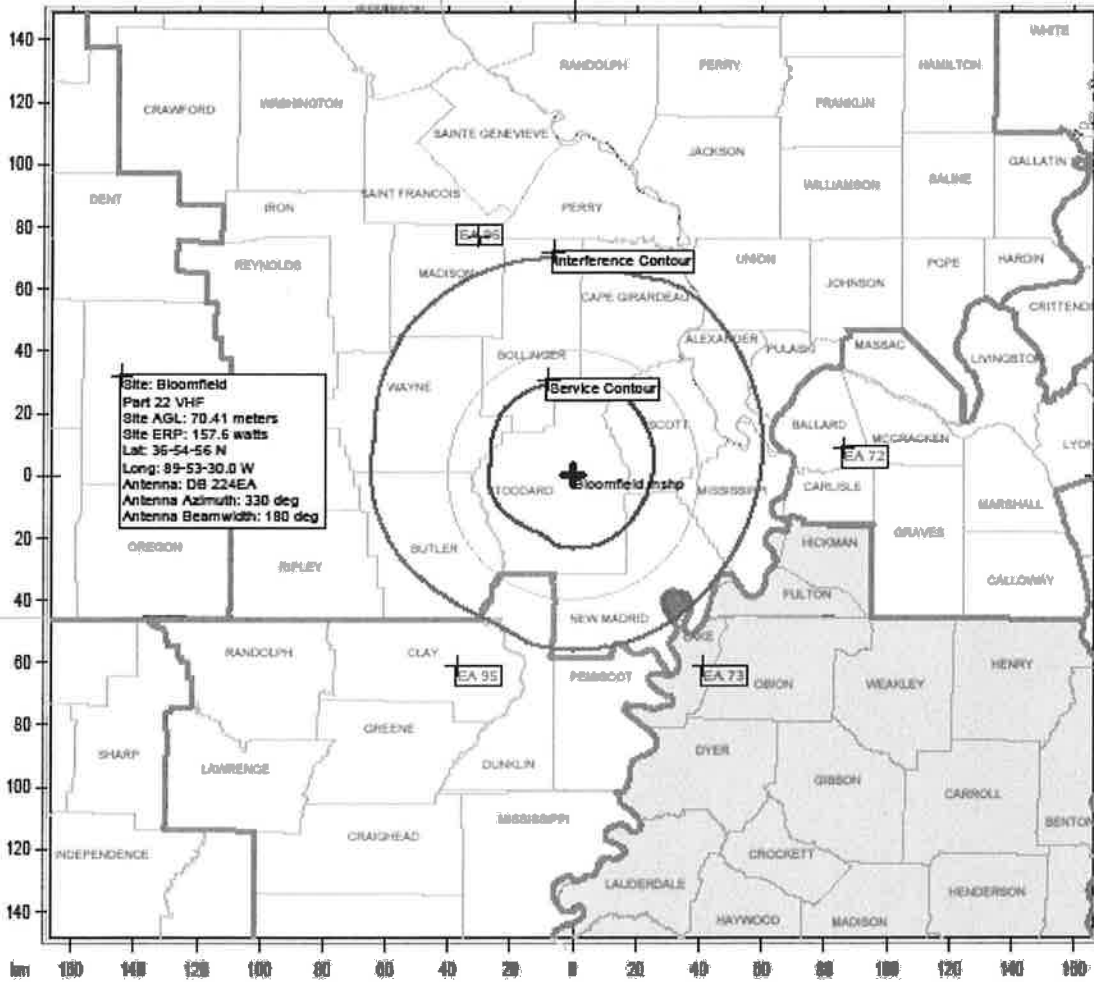 140
120
100
80
60
40
20
0
20
40
60
80
100
120
140
WHITE
RANDOLPH
PERRY
HAMILTON
CRAWFORD
WASHINGTON
FRANKLIN
SAINTE GENEVIEVE
JACKSON
GALLATIN
WILLIAMSON
SALINE
DENT
SAINT FRANCOIS
IRON
PERRY
EA 96
REYNOLDS
Interference Contour
UNION
POPE
HARDIN
MADISON
JOHNSON
CAPE GIRARDEAU
ALEXANDER
PULASKI
MASSAC
BOLLINGER
LIVINGSTON
WAYNE
Service Contour
Site: Bloomfield
Part 22 VHF
Site AGL: 70.41 meters
Site ERP: 157.6 watts
Lat: 36-54-56 N
Long: 89-53-30.0 W
Antenna: DB 224EA
Antenna Azimuth: 330 deg
Antenna Beamwidth: 180 deg
SCOTT
BALLARD
MCCRACKEN
LYON
EA 72
STODDARD
Bloomfield.mshp
MISSISSIPPI
CARLISLE
MARSHALL
GRAVES
OREGON
BUTLER
RIPLEY
HICKMAN
CALLOWAY
FULTON
NEW MADRID
LAKE
RANDOLPH
CLAY
EA 95
PEMISCOT
EA 73
OBION
WEAKLEY
HENRY
SHARP
GREENE
DYER
LAWRENCE
DUNKLIN
GIBSON
CARROLL
MISSISSIPPI
BENTON
CRAIGHEAD
INDEPENDENCE
CROCKETT
LAUDERDALE
HENDERSON
HAYWOOD
MADISON
km 160 140 120 100 80 60 40 20 0 20 40 60 80 100 120 140 160